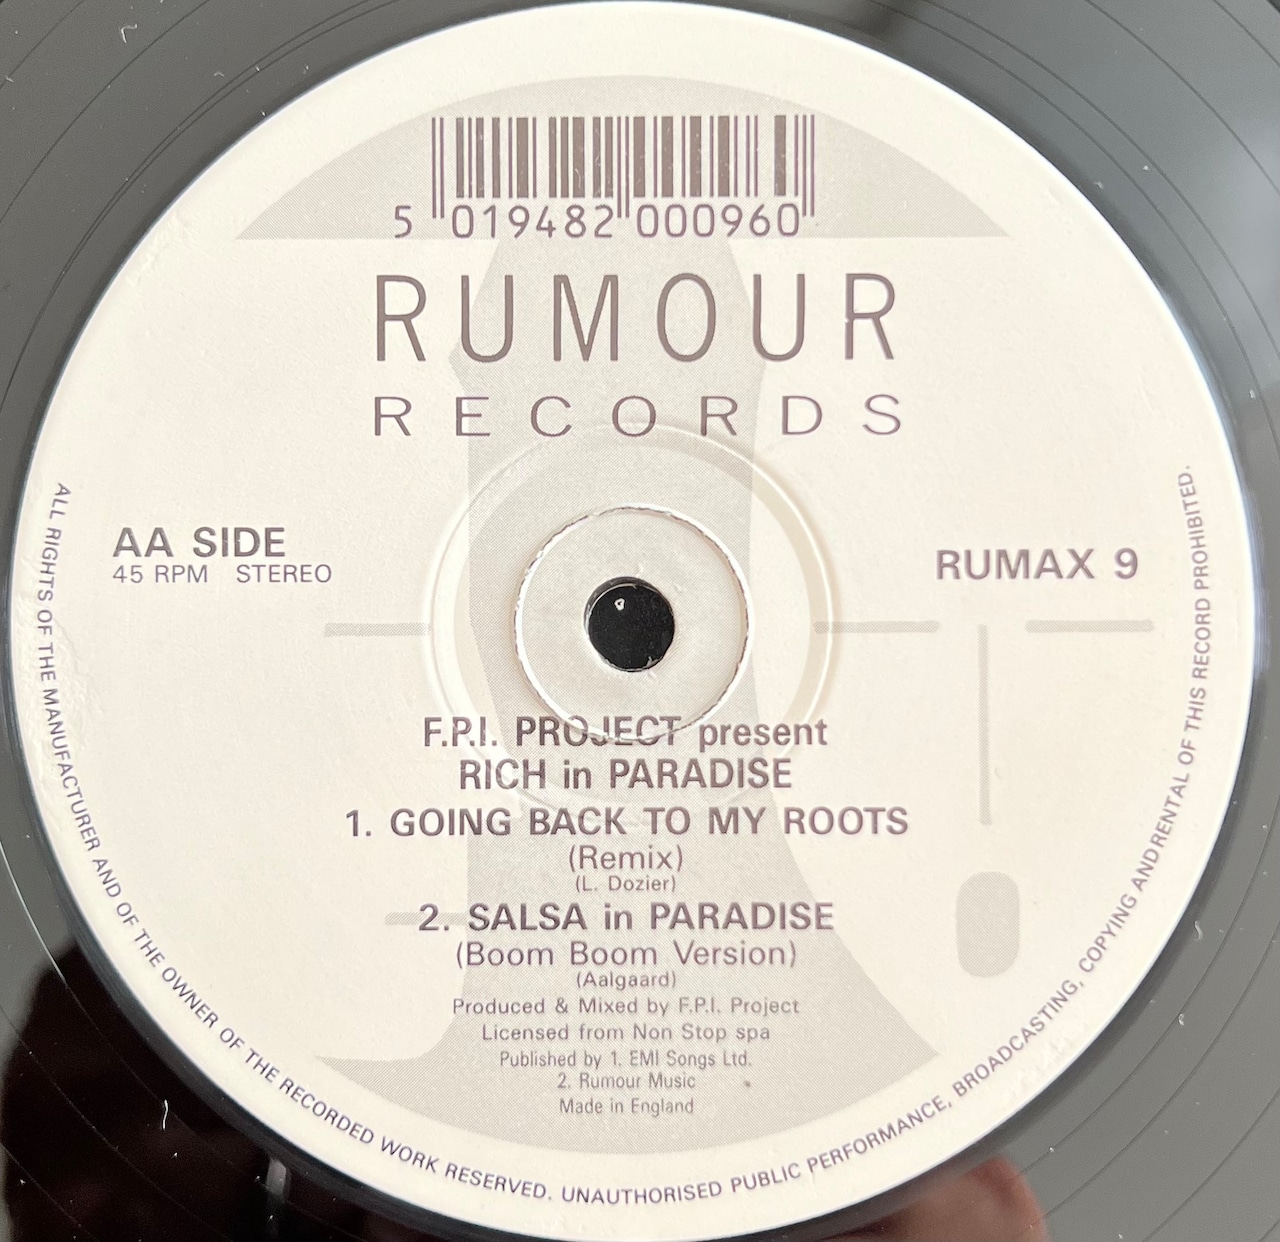 5 019482 000960
RUMOUR
RECORDS
AA SIDE
45 RPM STEREO
RUMAX 9
F.P.I. PROJECT present
RICH in PARADISE
1. GOING BACK TO MY ROOTS
(Remix)
(L. Dozier)
2. SALSA in PARADISE
(Boom Boom Version)
(Aalgaard)
Produced & Mixed by F.P.I. Project
Licensed from Non Stop spa
Published by 1. EMI Songs Ltd.
2. Rumour Music
Made in England
ALL RIGHTS OF THE MANUFACTURER AND OF THE OWNER OF THE RECORDED WORK RESERVED. UNAUTHORISED PUBLIC PERFORMANCE, BROADCASTING, COPYING ANDRENTAL OF THIS RECORD PROHIBITED.